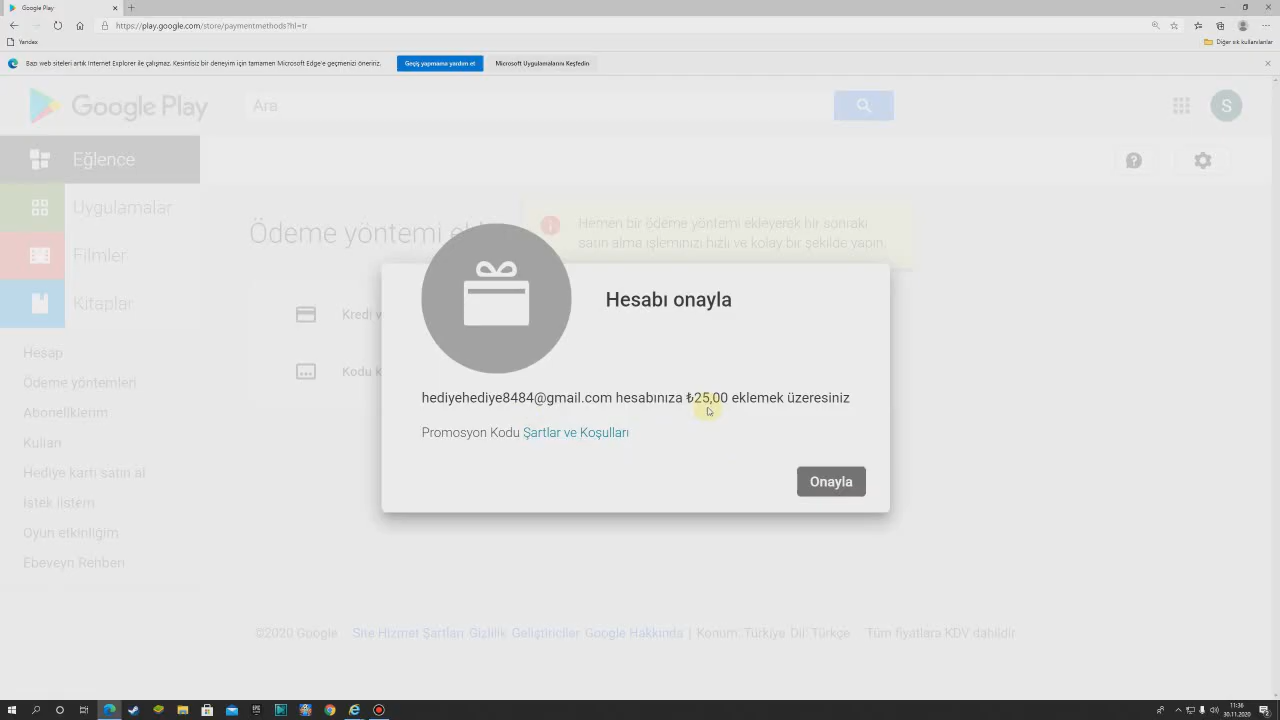 Google Play
https://play.google.com/store/paymentmethods?hl=tr
Yandex
Diğer sık kullanılanlar
Bazı web siteleri artık Internet Explorer ile çalışmaz. Kesintisiz bir deneyim için tamamen Microsoft Edge'e geçmenizi öneririz.
Geçiş yapmama yardım et
Microsoft Uygulamalarını Keşfedin
Google Play
Ara
S
Eğlence
Uygulamalar
Filmler
Kitaplar
Hesap
Ödeme yöntemleri
Aboneliklerim
Kullan
Hediye kartı satın al
İstek listem
Oyun etkinliğim
Ebeveyn Rehberi
Ödeme yöntemi
Hemen bir ödeme yöntemi ekleyerek bir sonraki
satın alma işleminizi hızlı ve kolay bir şekilde yapın.
Kredi
Kodu
Hesabı onayla
hediyehediye8484@gmail.com hesabınıza ₺25,00 eklemek üzeresiniz
Promosyon Kodu Şartlar ve Koşulları
Onayla
©2020 Google Site Hizmet Şartları Gizlilik Geliştiriciler Google Hakkında | Konum: Türkiye Dil: Türkçe Tüm fiyatlara KDV dahildir.
11:36
30.11.2020